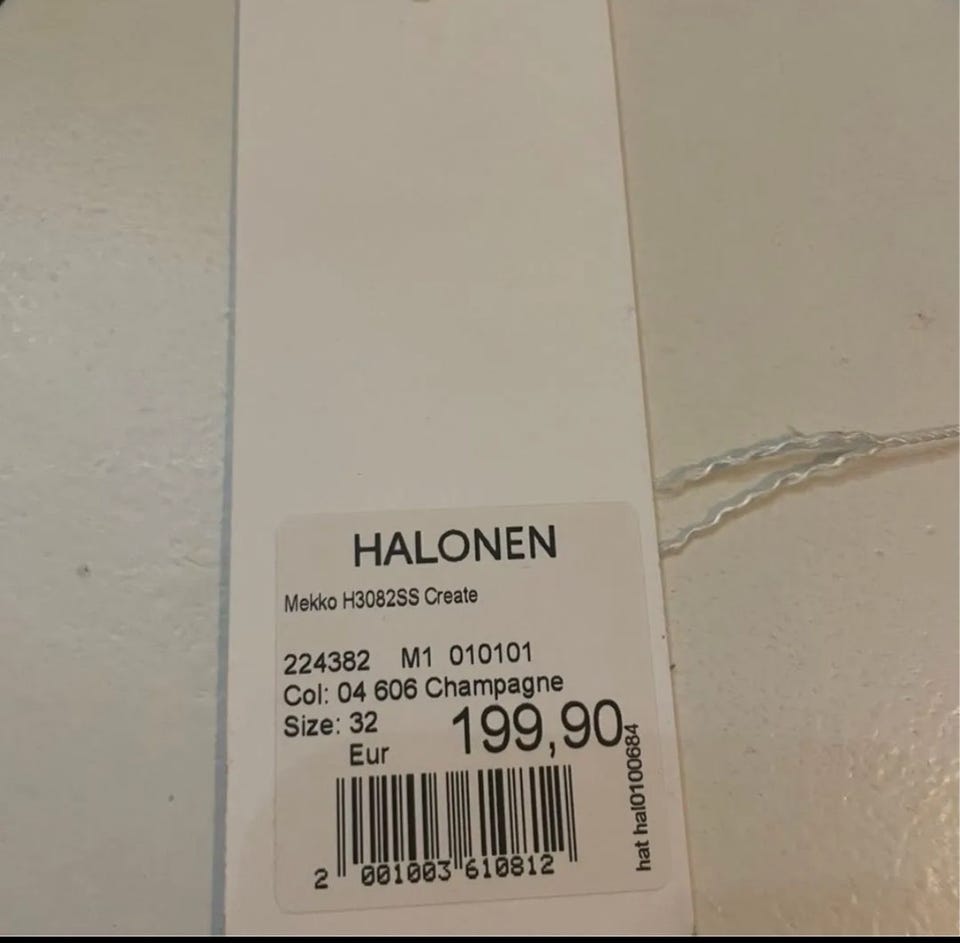 HALONEN
Mekko H3082SS Create
224382 M1 010101
Col: 04 606 Champagne
Size: 32
199,90
Eur
hat hal0100684
2 001003 610812